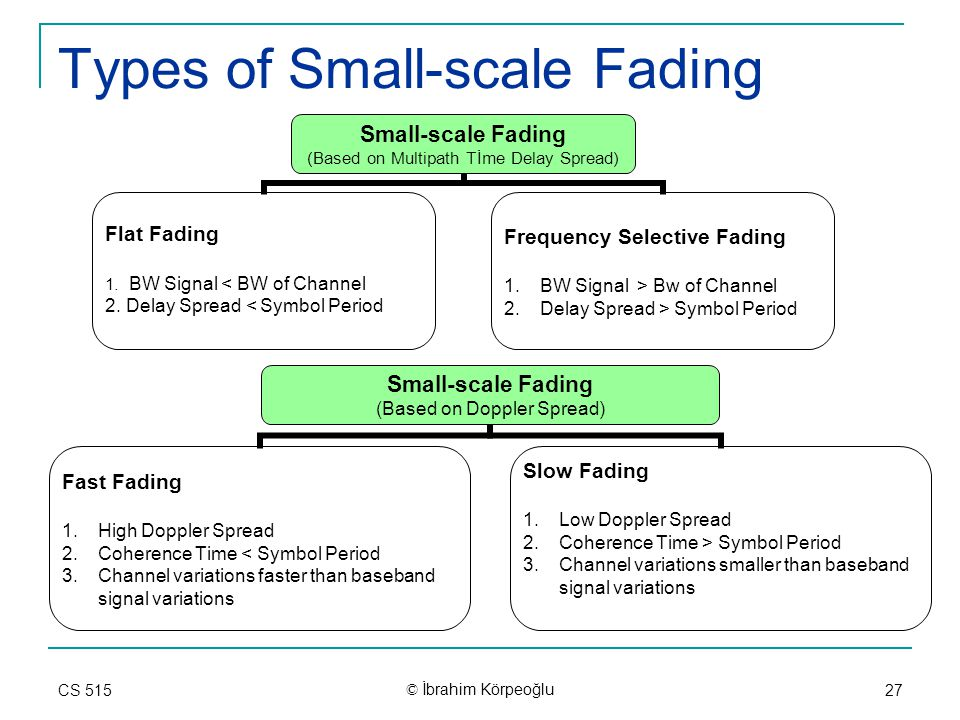 Types of Small-scale Fading
Small-scale Fading
(Based on Multipath Tİme Delay Spread)
Flat Fading
1. BW Signal < BW of Channel
2. Delay Spread < Symbol Period
Frequency Selective Fading
1. BW Signal > Bw of Channel
2. Delay Spread > Symbol Period
Small-scale Fading
(Based on Doppler Spread)
Fast Fading
1. High Doppler Spread
2. Coherence Time < Symbol Period
3. Channel variations faster than baseband
signal variations
Slow Fading
1. Low Doppler Spread
2. Coherence Time > Symbol Period
3. Channel variations smaller than baseband
signal variations
CS 515
© İbrahim Körpeoğlu
27